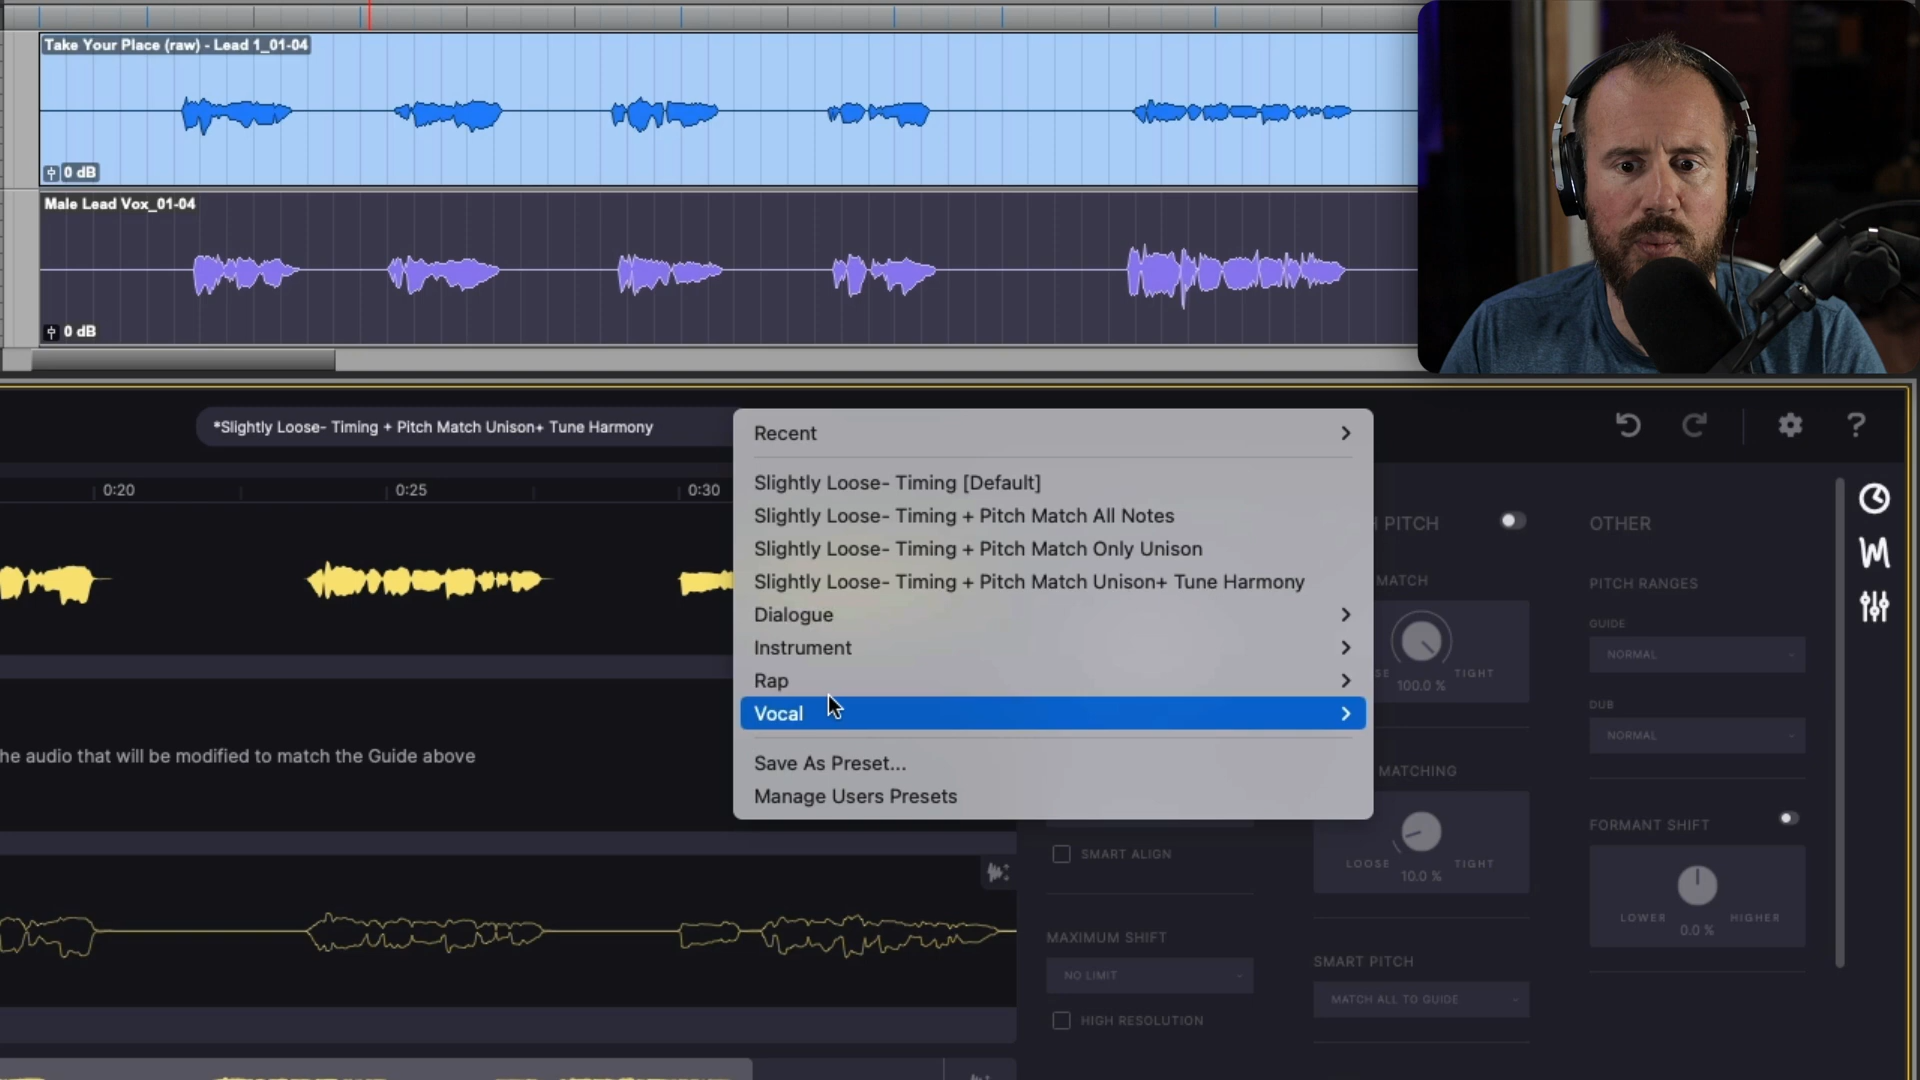 Take Your Place (raw) - Lead 1_01-04
0 dB
Male Lead Vox_01-04
0 dB
*Slightly Loose- Timing + Pitch Match Unison+ Tune Harmony
?
0:20
0:25
0:30
Recent
Slightly Loose- Timing [Default]
Slightly Loose- Timing + Pitch Match All Notes
Slightly Loose- Timing + Pitch Match Only Unison
Slightly Loose- Timing + Pitch Match Unison+ Tune Harmony
Dialogue
Instrument
Rap
Vocal
Save As Preset...
Manage Users Presets
he audio that will be modified to match the Guide above
SMART ALIGN
MAXIMUM SHIFT
NO LIMIT
HIGH RESOLUTION
H PITCH
MATCH
SE TIGHT
100.0 %
MATCHING
LOOSE TIGHT
10.0 %
SMART PITCH
MATCH ALL TO GUIDE
OTHER
PITCH RANGES
GUIDE
NORMAL
DUB
NORMAL
FORMANT SHIFT
LOWER HIGHER
0.0 %